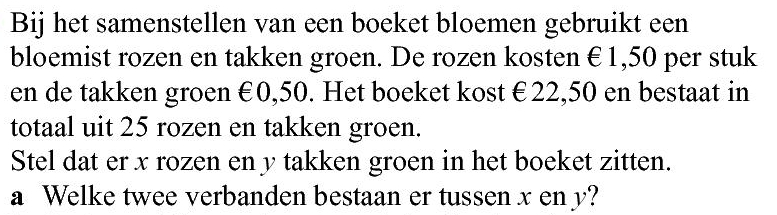 Bij het samenstellen van een boeket bloemen gebruikt een
bloemist rozen en takken groen. De rozen kosten € 1,50 per stuk
en de takken groen € 0,50. Het boeket kost € 22,50 en bestaat in
totaal uit 25 rozen en takken groen.
Stel dat er x rozen en y takken groen in het boeket zitten.
a Welke twee verbanden bestaan er tussen x en y?